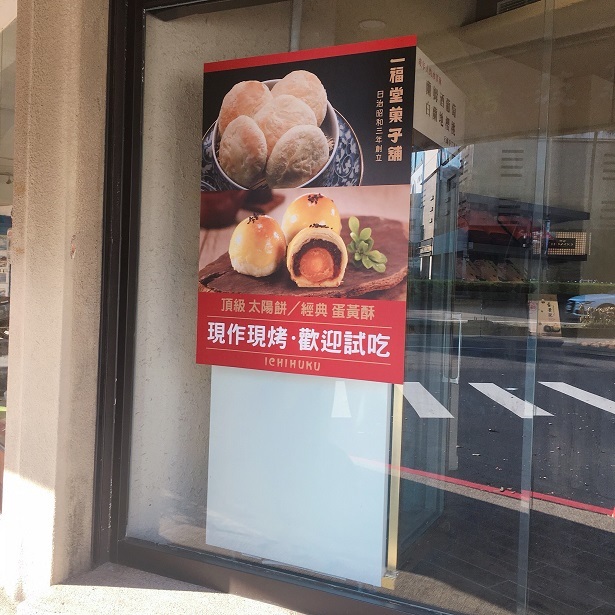 一福堂菓子舖
日治昭和三年創立
頂級 太陽餅／經典 蛋黃酥
現作現烤·歡迎試吃
ICHIHUKU